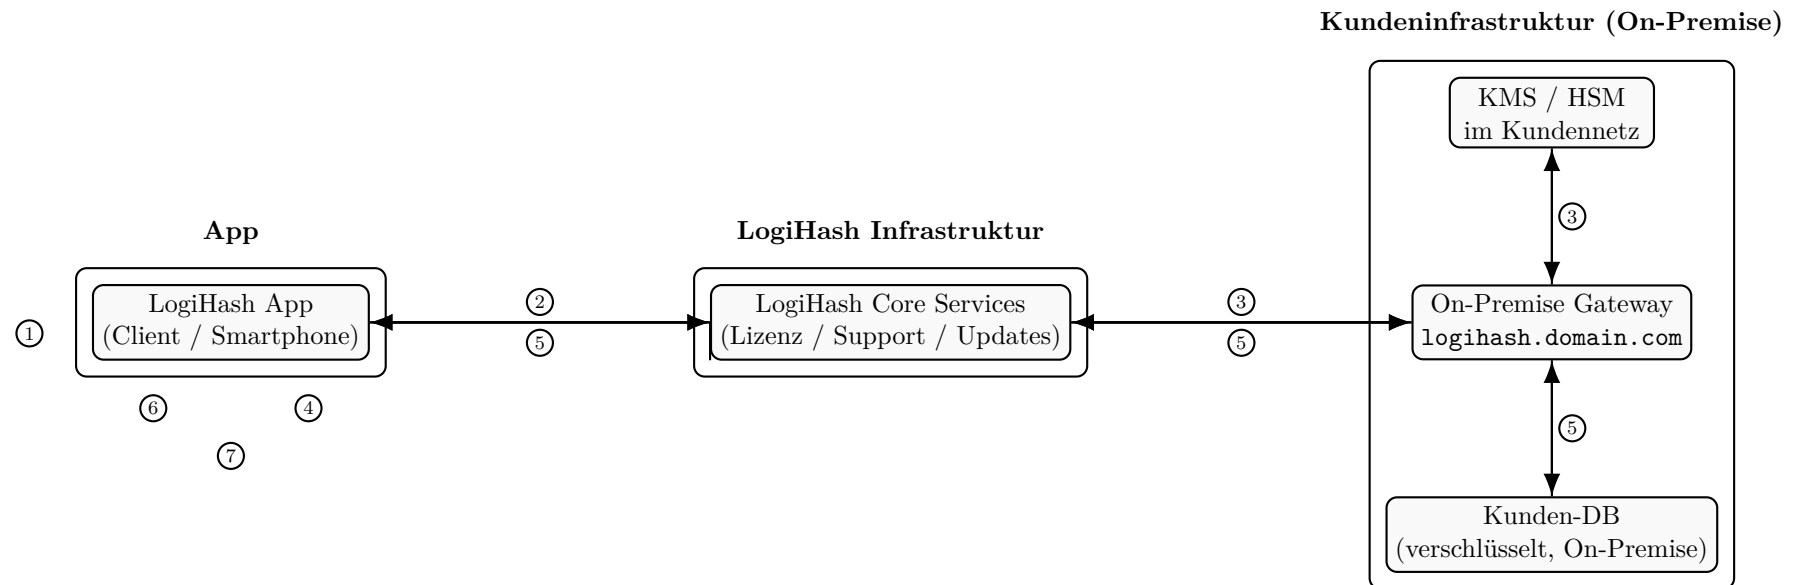 Kundeninfrastruktur (On-Premise)
KMS / HSM
im Kundennetz
3
App
LogiHash Infrastruktur
1
LogiHash App
(Client / Smartphone)
2
5
LogiHash Core Services
(Lizenz / Support / Updates)
3
5
On-Premise Gateway
logihash.domain.com
6
4
7
5
Kunden-DB
(verschlüsselt, On-Premise)